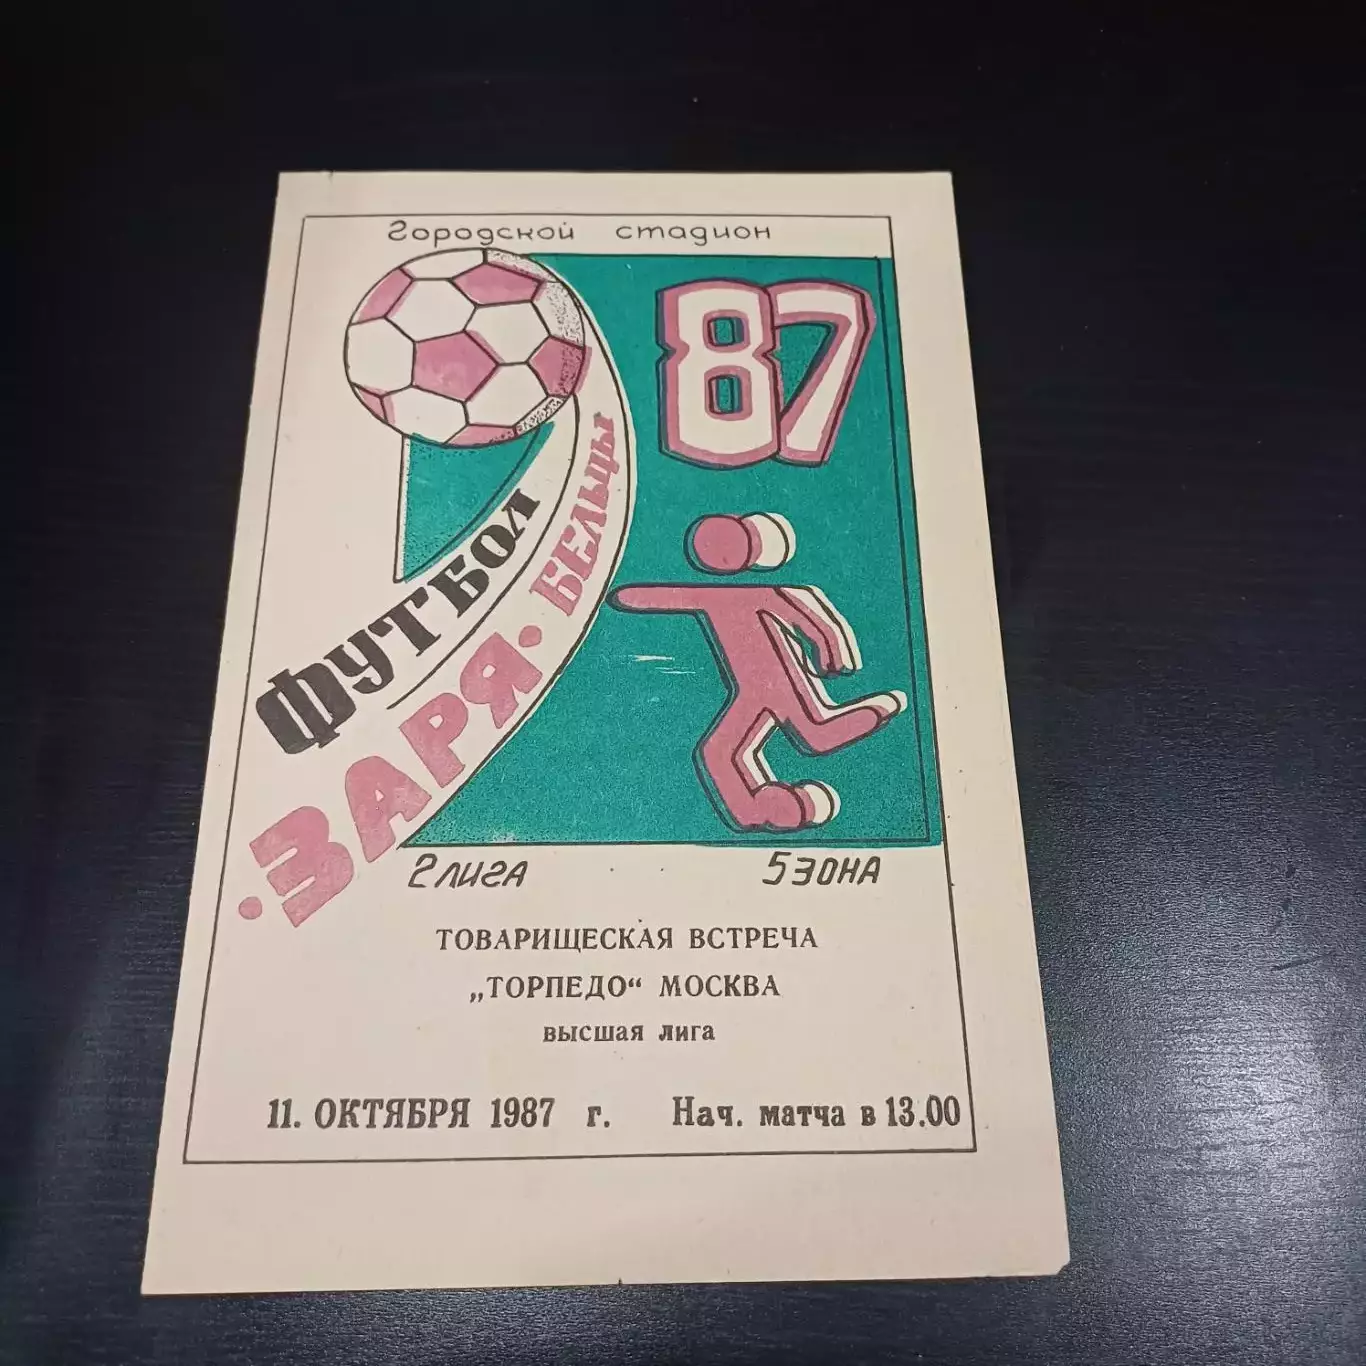 Городской стадион
87
ФУТБОЛ
·ЗАРЯ· БЕЛЬЦЫ
2 ЛИГА 5 ЗОНА
ТОВАРИЩЕСКАЯ ВСТРЕЧА
„ТОРПЕДО“ МОСКВА
ВЫСШАЯ ЛИГА
11. ОКТЯБРЯ 1987 г. Нач. матча в 13.00